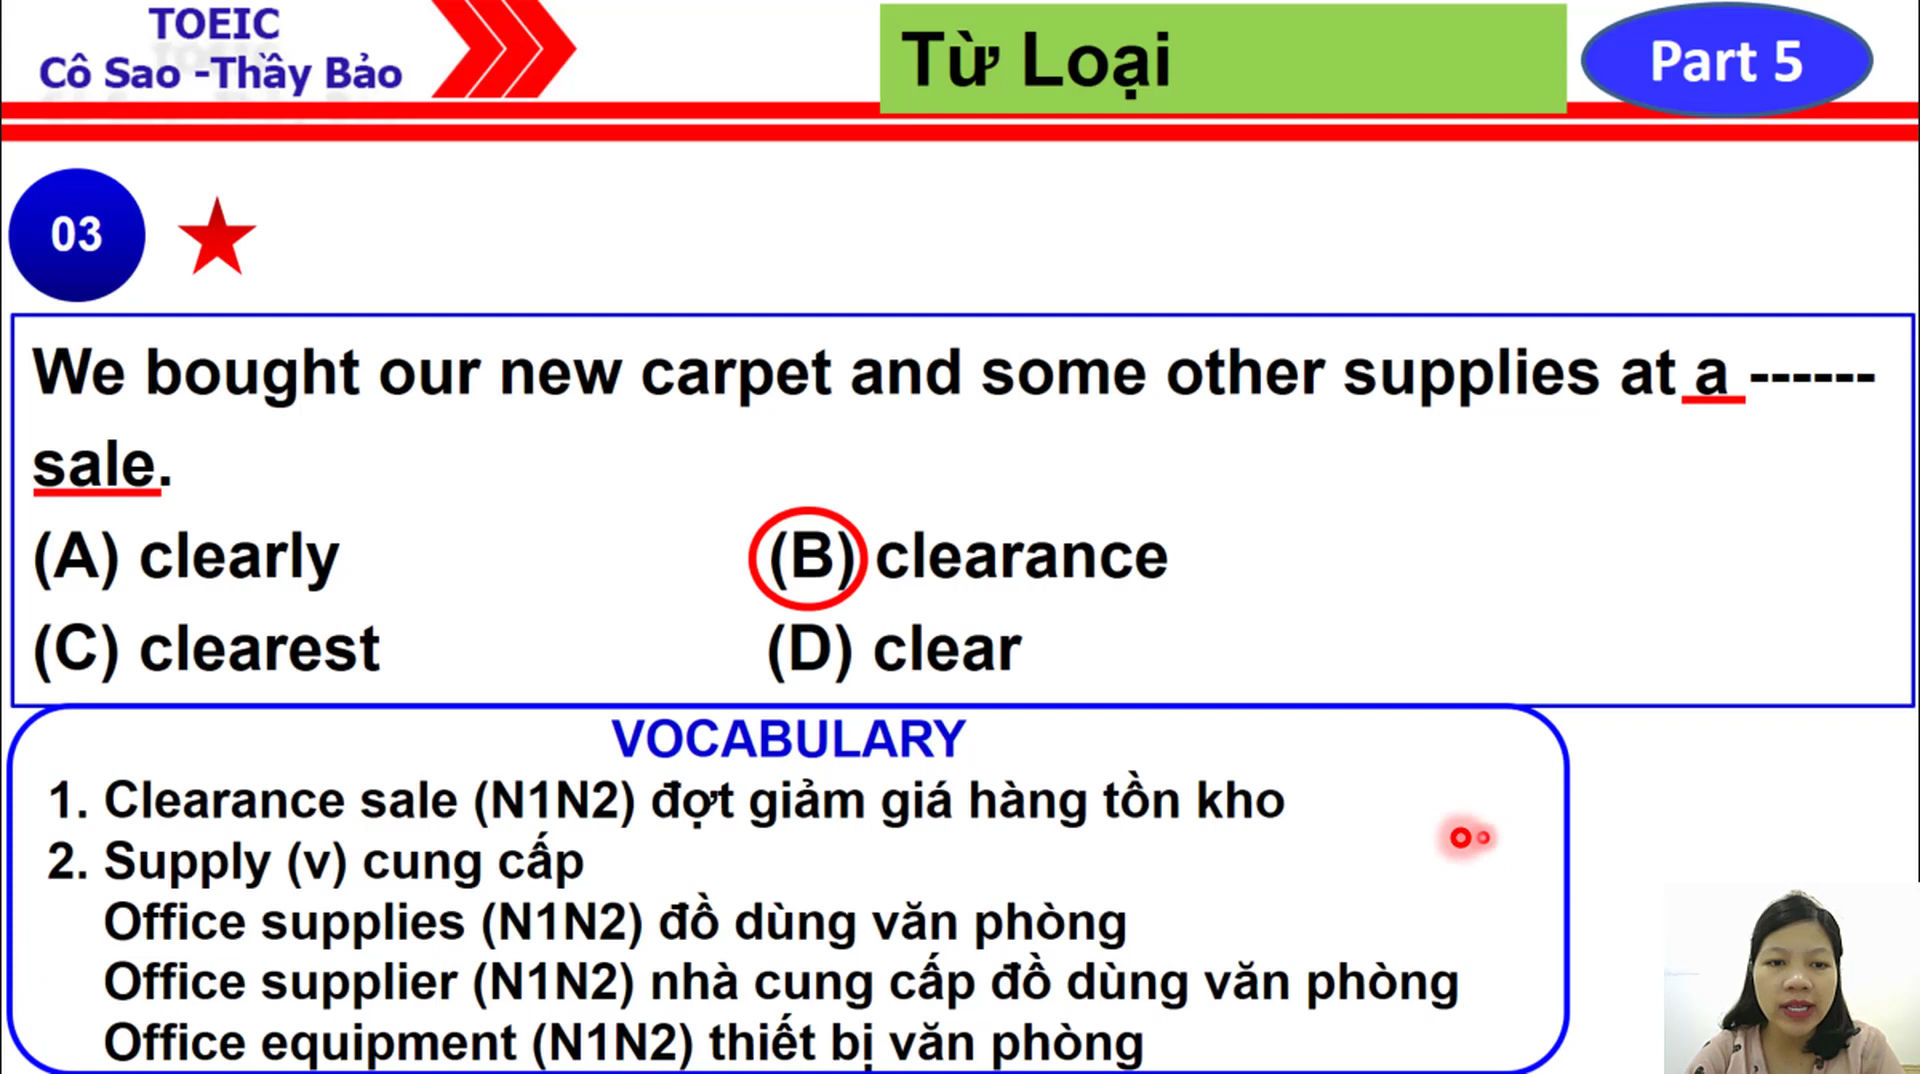 TOEIC
Cô Sao -Thầy Bảo
Từ Loại
Part 5
03
We bought our new carpet and some other supplies at a ------
sale.
(A) clearly
(B) clearance
(C) clearest
(D) clear
VOCABULARY
1. Clearance sale (N1N2) đợt giảm giá hàng tồn kho
2. Supply (v) cung cấp
Office supplies (N1N2) đồ dùng văn phòng
Office supplier (N1N2) nhà cung cấp đồ dùng văn phòng
Office equipment (N1N2) thiết bị văn phòng